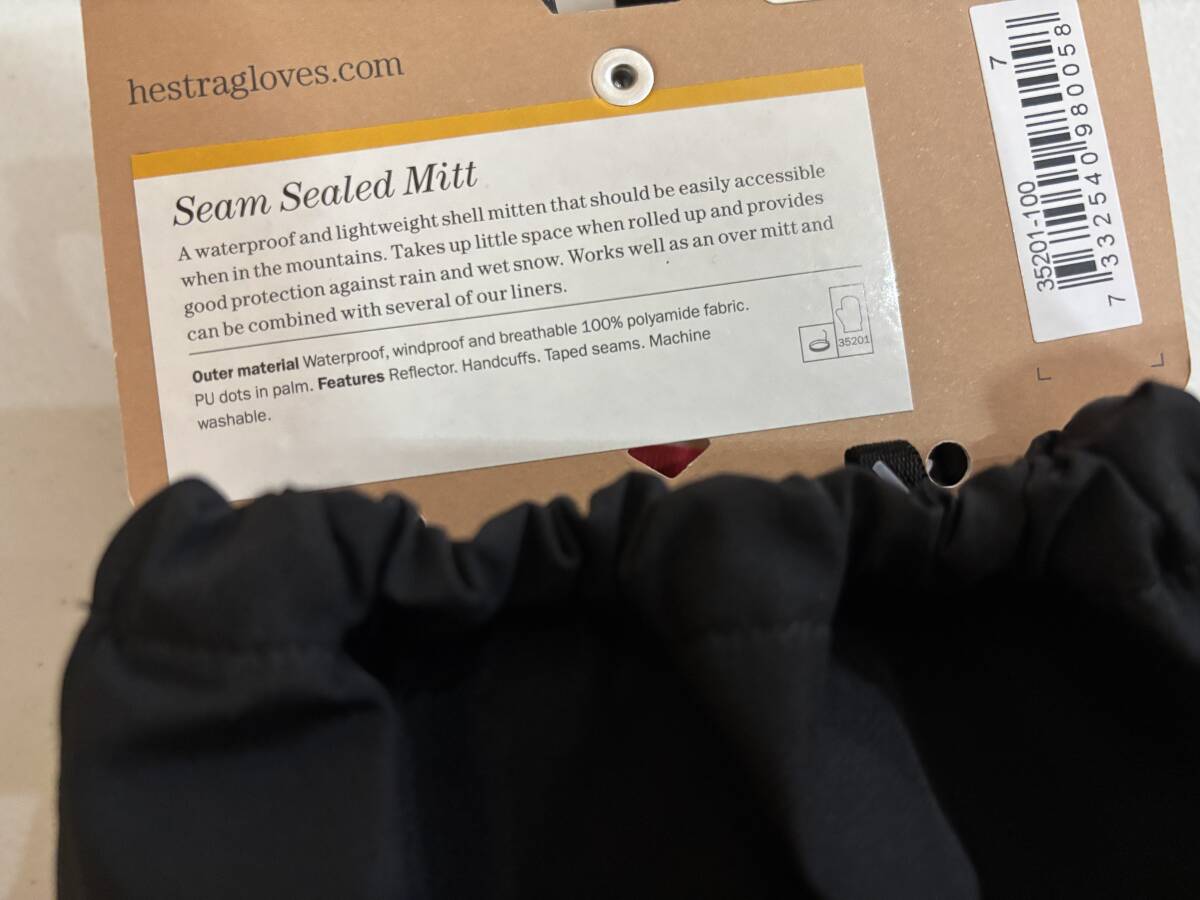 hestragloves.com
Seam Sealed Mitt
A waterproof and lightweight shell mitten that should be easily accessible
when in the mountains. Takes up little space when rolled up and provides
good protection against rain and wet snow. Works well as an over mitt and
can be combined with several of our liners.
Outer material Waterproof, windproof and breathable 100% polyamide fabric.
PU dots in palm. Features Reflector. Handcuffs. Taped seams. Machine
washable.
35201
7
35201-100
7 332540 980058